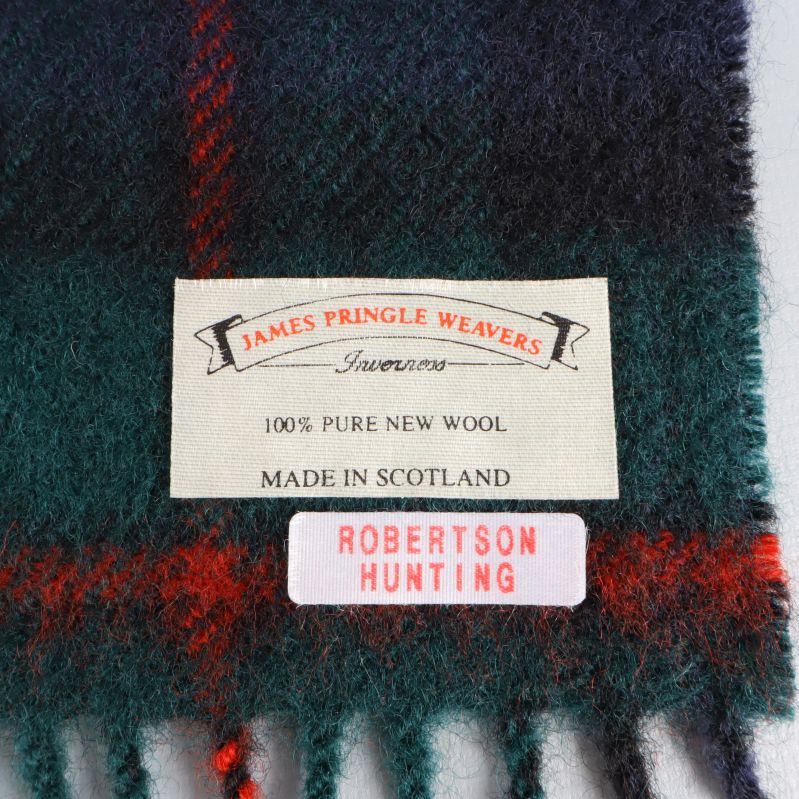 JAMES PRINGLE WEAVERS
Inverness
100% PURE NEW WOOL
MADE IN SCOTLAND
ROBERTSON
HUNTING